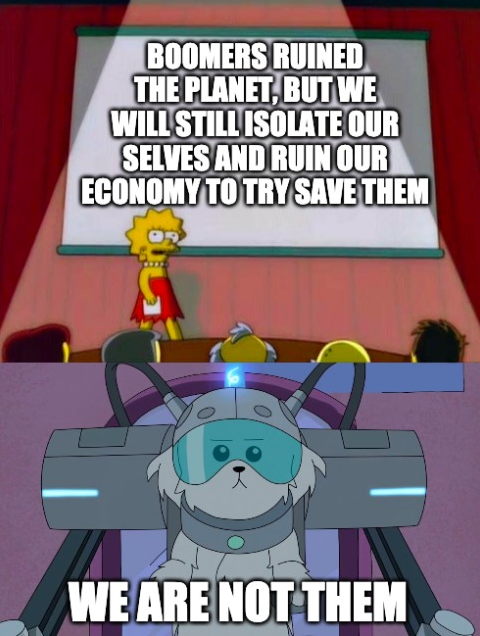 BOOMERS RUINED
THE PLANET, BUT WE
WILL STILL ISOLATE OUR
SELVES AND RUIN OUR
ECONOMY TO TRY SAVE THEM
WE ARE NOT THEM